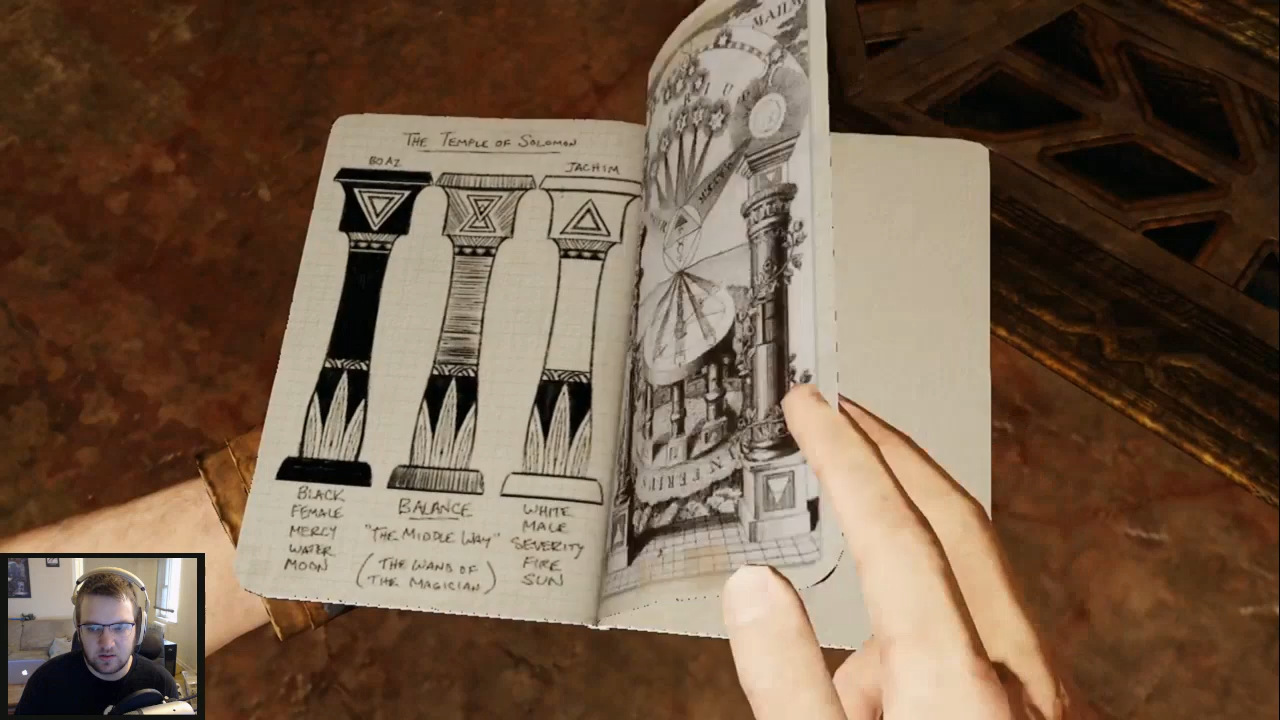 THE TEMPLE OF SOLOMON
BOAZ
JACHIM
BLACK
FEMALE
MERCY
WATER
MOON
BALANCE
"THE MIDDLE WAY"
(THE WAND OF
THE MAGICIAN)
WHITE
MALE
SEVERITY
FIRE
SUN